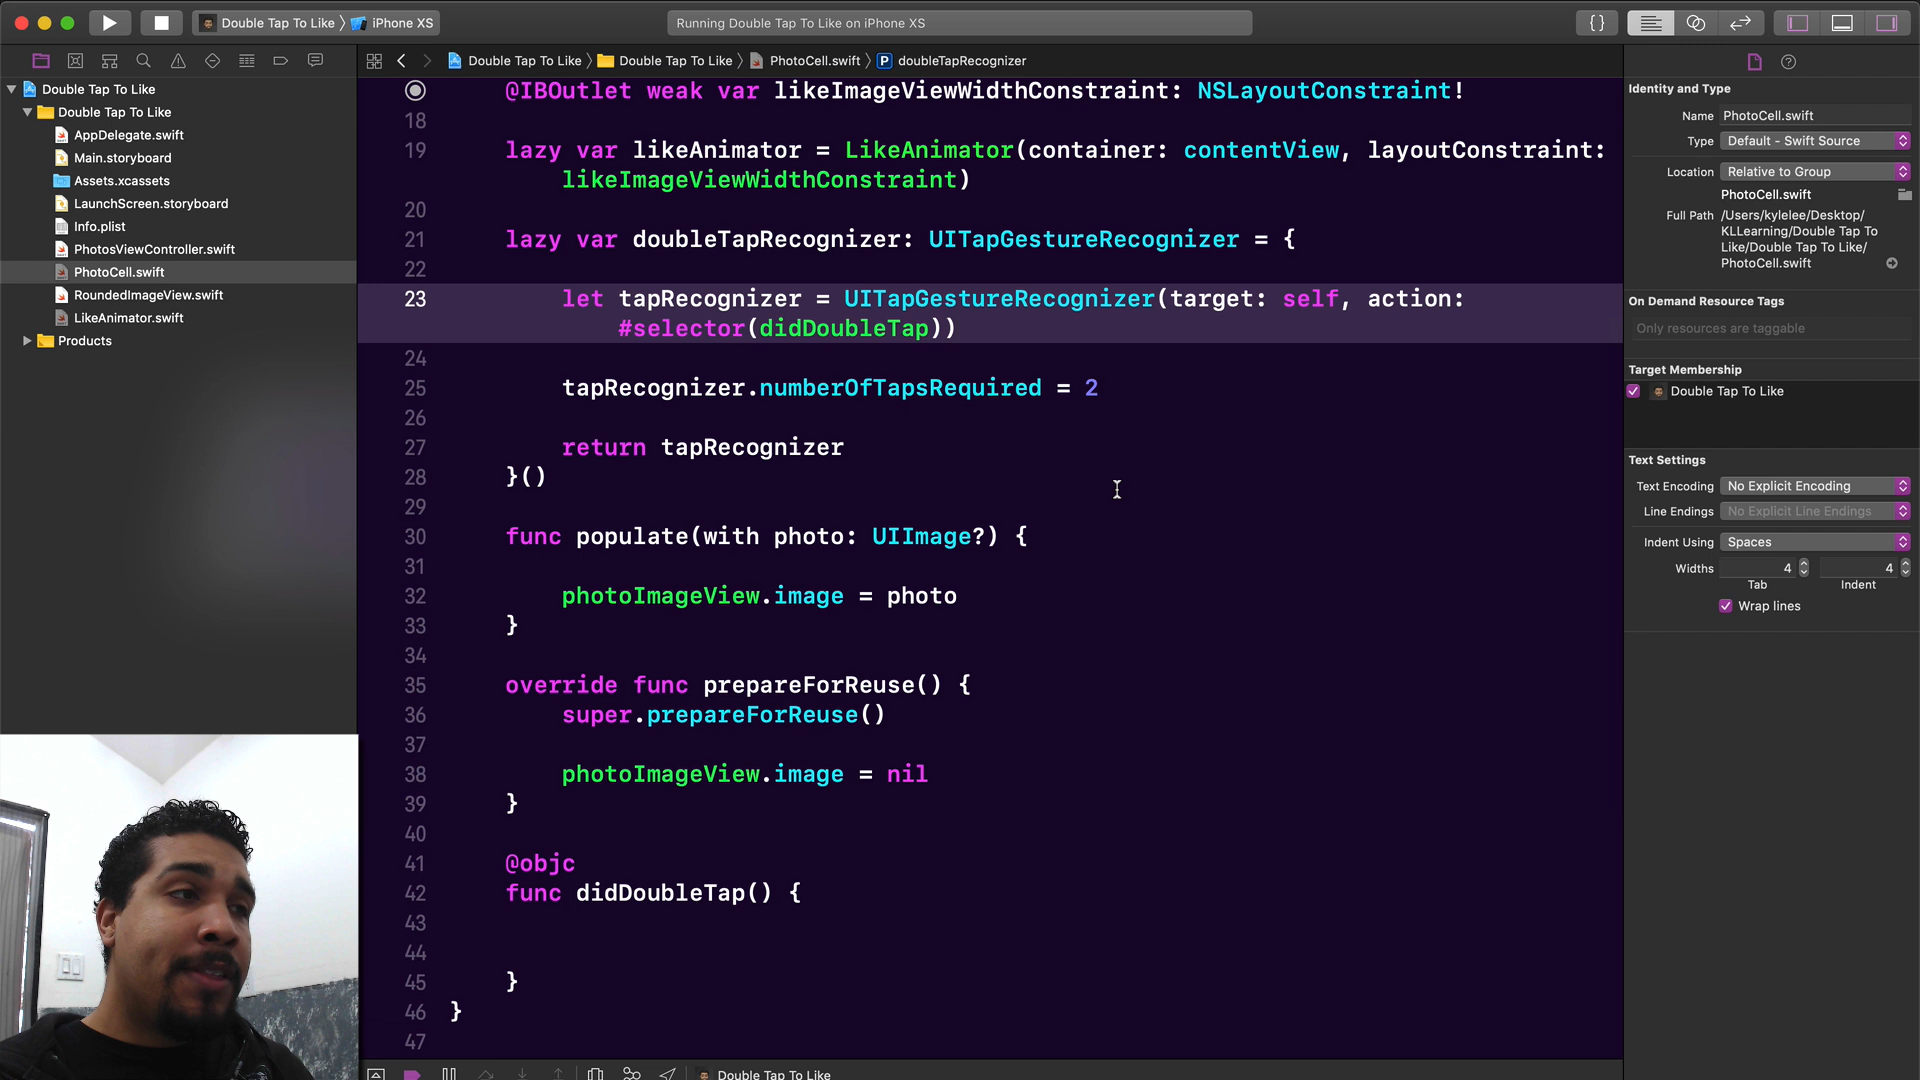 Double Tap To Like
iPhone XS
Running Double Tap To Like on iPhone XS
{}
Double Tap To Like
Double Tap To Like
PhotoCell.swift
P
doubleTapRecognizer
Double Tap To Like
Double Tap To Like
AppDelegate.swift
Main.storyboard
Assets.xcassets
LaunchScreen.storyboard
Info.plist
PhotosViewController.swift
PhotoCell.swift
RoundedImageView.swift
LikeAnimator.swift
Products
@IBOutlet weak var likeImageViewWidthConstraint: NSLayoutConstraint!
18
19 lazy var likeAnimator = LikeAnimator(container: contentView, layoutConstraint:
likeImageViewWidthConstraint)
20
21 lazy var doubleTapRecognizer: UITapGestureRecognizer = {
22
23 let tapRecognizer = UITapGestureRecognizer(target: self, action:
#selector(didDoubleTap))
24
25 tapRecognizer.numberOfTapsRequired = 2
26
27 return tapRecognizer
28 }()
29
30 func populate(with photo: UIImage?) {
31
32 photoImageView.image = photo
33 }
34
35 override func prepareForReuse() {
36 super.prepareForReuse()
37
38 photoImageView.image = nil
39 }
40
41 @objc
42 func didDoubleTap() {
43
44
45 }
46 }
47
Double Tap To Like
Identity and Type
Name PhotoCell.swift
Type Default - Swift Source
Location Relative to Group
PhotoCell.swift
Full Path /Users/kylelee/Desktop/
KLLearning/Double Tap To
Like/Double Tap To Like/
PhotoCell.swift
On Demand Resource Tags
Only resources are taggable
Target Membership
Double Tap To Like
Text Settings
Text Encoding No Explicit Encoding
Line Endings No Explicit Line Endings
Indent Using Spaces
Widths 4 4
Tab Indent
Wrap lines